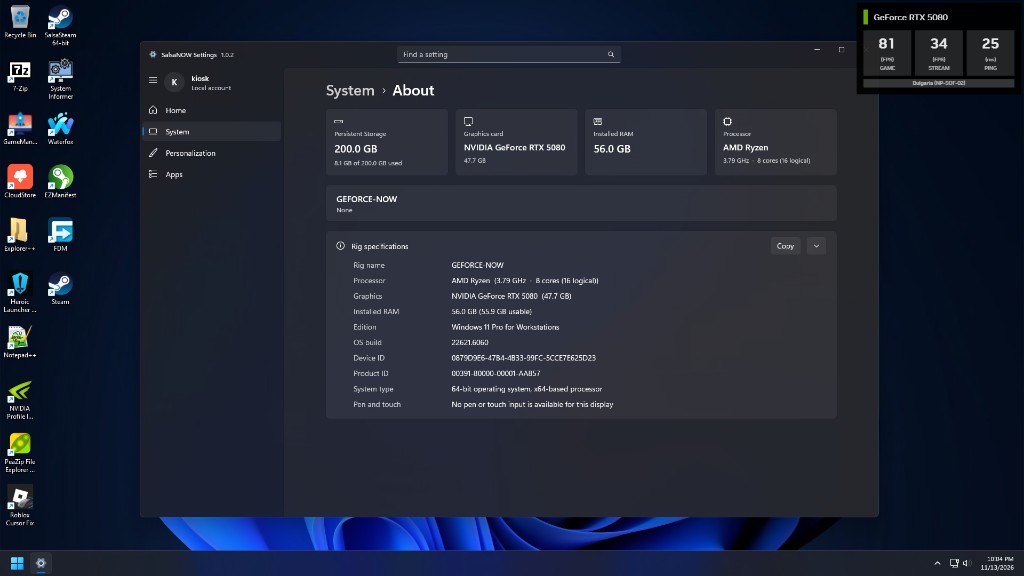 Recycle Bin
SalsaSteam 64-bit
7-Zip
System Informer
GameMan...
Waterfox
CloudStore
EZManifest
Explorer++
FDM
Heroic Launcher ...
Steam
Notepad++
NVIDIA Profile I...
PeaZip File Explorer ...
Roblox Cursor Fix
SalsaNOW Settings 1.0.2
Find a setting
K
kiosk
Local account
Home
System
Personalization
Apps
System › About
Persistent Storage
200.0 GB
8.1 GB of 200.0 GB used
Graphics card
NVIDIA GeForce RTX 5080
47.7 GB
Installed RAM
56.0 GB
Processor
AMD Ryzen
3.79 GHz · 8 cores (16 logical)
GEFORCE-NOW
None
Rig specifications
Copy
Rig name GEFORCE-NOW
Processor AMD Ryzen (3.79 GHz · 8 cores (16 logical))
Graphics NVIDIA GeForce RTX 5080 (47.7 GB)
Installed RAM 56.0 GB (55.9 GB usable)
Edition Windows 11 Pro for Workstations
OS build 22621.6060
Device ID 0879D9E6-47B4-4B33-99FC-5CCE7E625D23
Product ID 00391-80000-00001-AA857
System type 64-bit operating system, x64-based processor
Pen and touch No pen or touch input is available for this display
GeForce RTX 5080
81 34 25
[FPS] [FPS] [ms]
GAME STREAM PING
Bulgaria (NP-SOF-02)
10:04 PM
11/13/2026